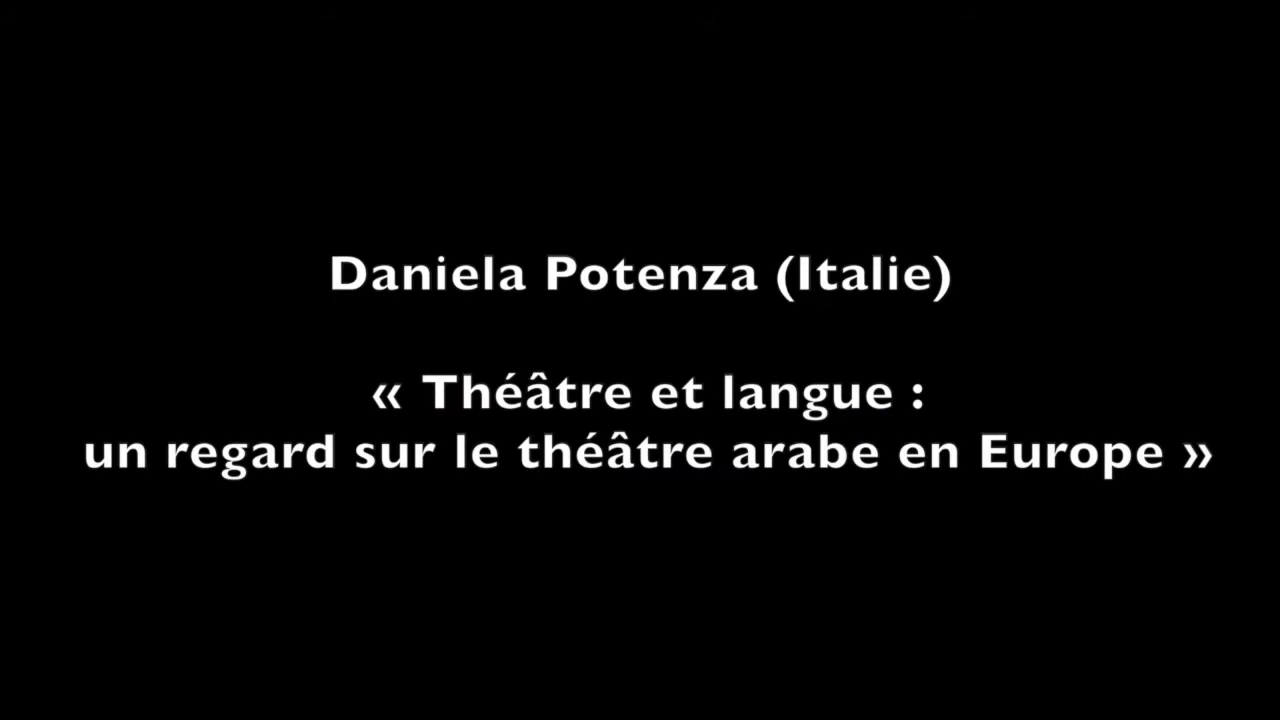 Daniela Potenza (Italie)
« Théâtre et langue :
un regard sur le théâtre arabe en Europe »